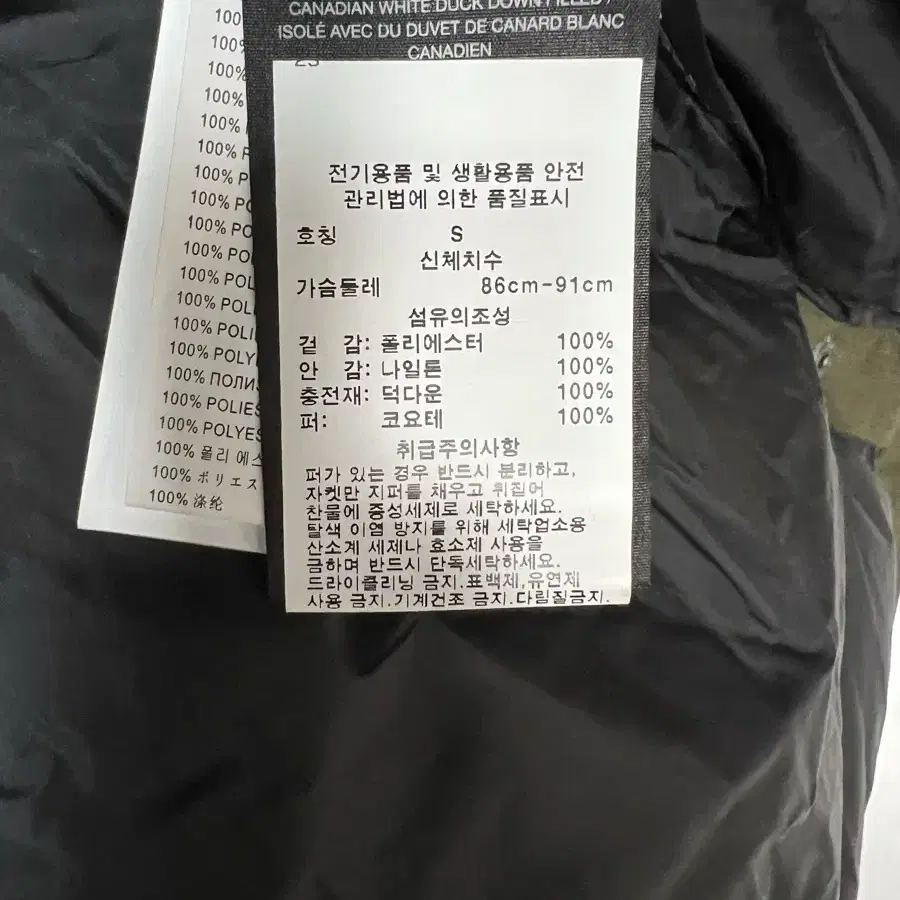 CANADIAN WHITE DUCK DOWN FILLED /
ISOLÉ AVEC DU DUVET DE CANARD BLANC
CANADIEN
전기용품 및 생활용품 안전
관리법에 의한 품질표시
호칭 S
신체치수
가슴둘레 86cm-91cm
섬유의조성
겉 감: 폴리에스터 100%
안 감: 나일론 100%
충전재: 덕다운 100%
퍼: 코요테 100%
취급주의사항
퍼가 있는 경우 반드시 분리하고,
자켓만 지퍼를 채우고 뒤집어
찬물에 중성세제로 세탁하세요.
탈색 이염 방지를 위해 세탁업소용
산소계 세제나 효소제 사용을
금하며 반드시 단독세탁하세요.
드라이클리닝 금지.표백제,유연제
사용 금지.기계건조 금지.다림질금지.
100
100%
100%
100%
100%
100%
100%
100%
100% PO
100% POL
100% POL
100% POLI
100% POLY
100% ПОЛИ
100% POLIES
100% POLYES
100% 폴리 에스
100% ポリエス
100% 涤纶